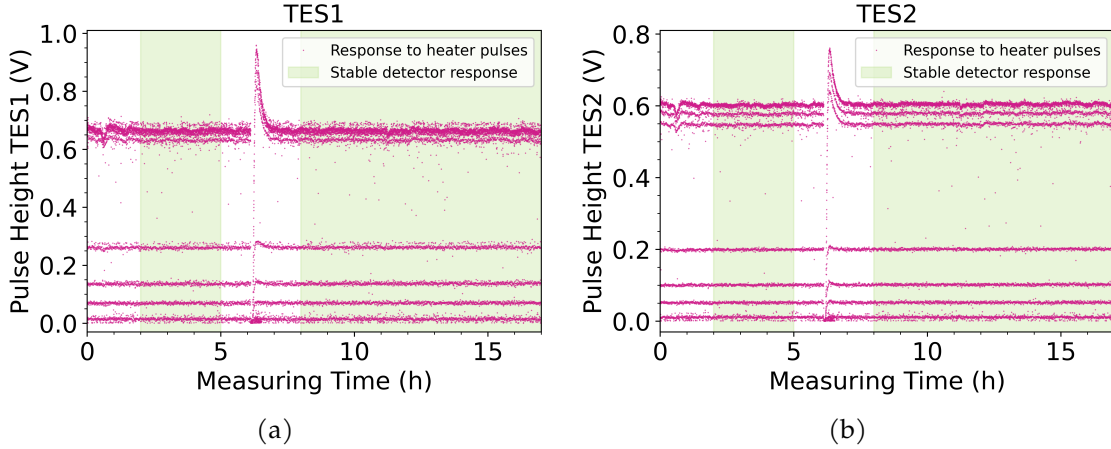 TES1
1.0
0.8
0.6
0.4
0.2
0.0
Pulse Height TES1 (V)
Response to heater pulses
Stable detector response
0
5
10
15
Measuring Time (h)
(a)
TES2
0.8
0.6
0.4
0.2
0.0
Pulse Height TES2 (V)
Response to heater pulses
Stable detector response
0
5
10
15
Measuring Time (h)
(b)